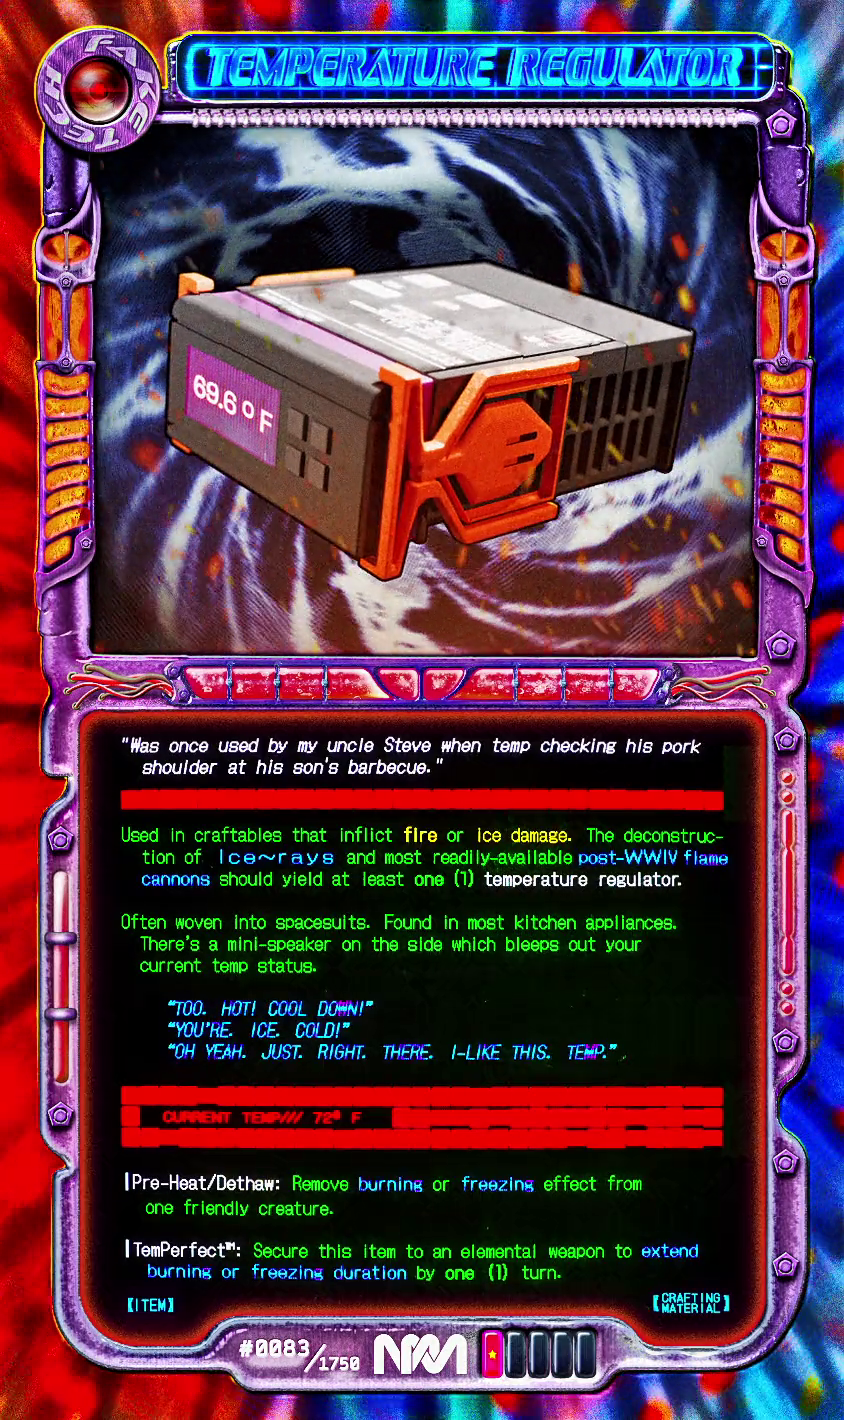 FAKE TECH
TEMPERATURE REGULATOR
69.6 o F
"Was once used by my uncle Steve when temp checking his pork
shoulder at his son's barbecue."
Used in craftables that inflict fire or ice damage. The deconstruc-
tion of Ice~rays and most readily-available post-WWIV flame
cannons should yield at least one (1) temperature regulator.
Often woven into spacesuits. Found in most kitchen appliances.
There's a mini-speaker on the side which bleeps out your
current temp status.
"TOO. HOT! COOL DOWN!"
"YOU'RE. ICE. COLD!"
"OH YEAH. JUST. RIGHT. THERE. I-LIKE THIS. TEMP."
CURRENT TEMP/// 72° F
Pre-Heat/Dethaw: Remove burning or freezing effect from
one friendly creature.
TemPerfect™: Secure this item to an elemental weapon to extend
burning or freezing duration by one (1) turn.
[ITEM]
[CRAFTING MATERIAL]
#0083/1750